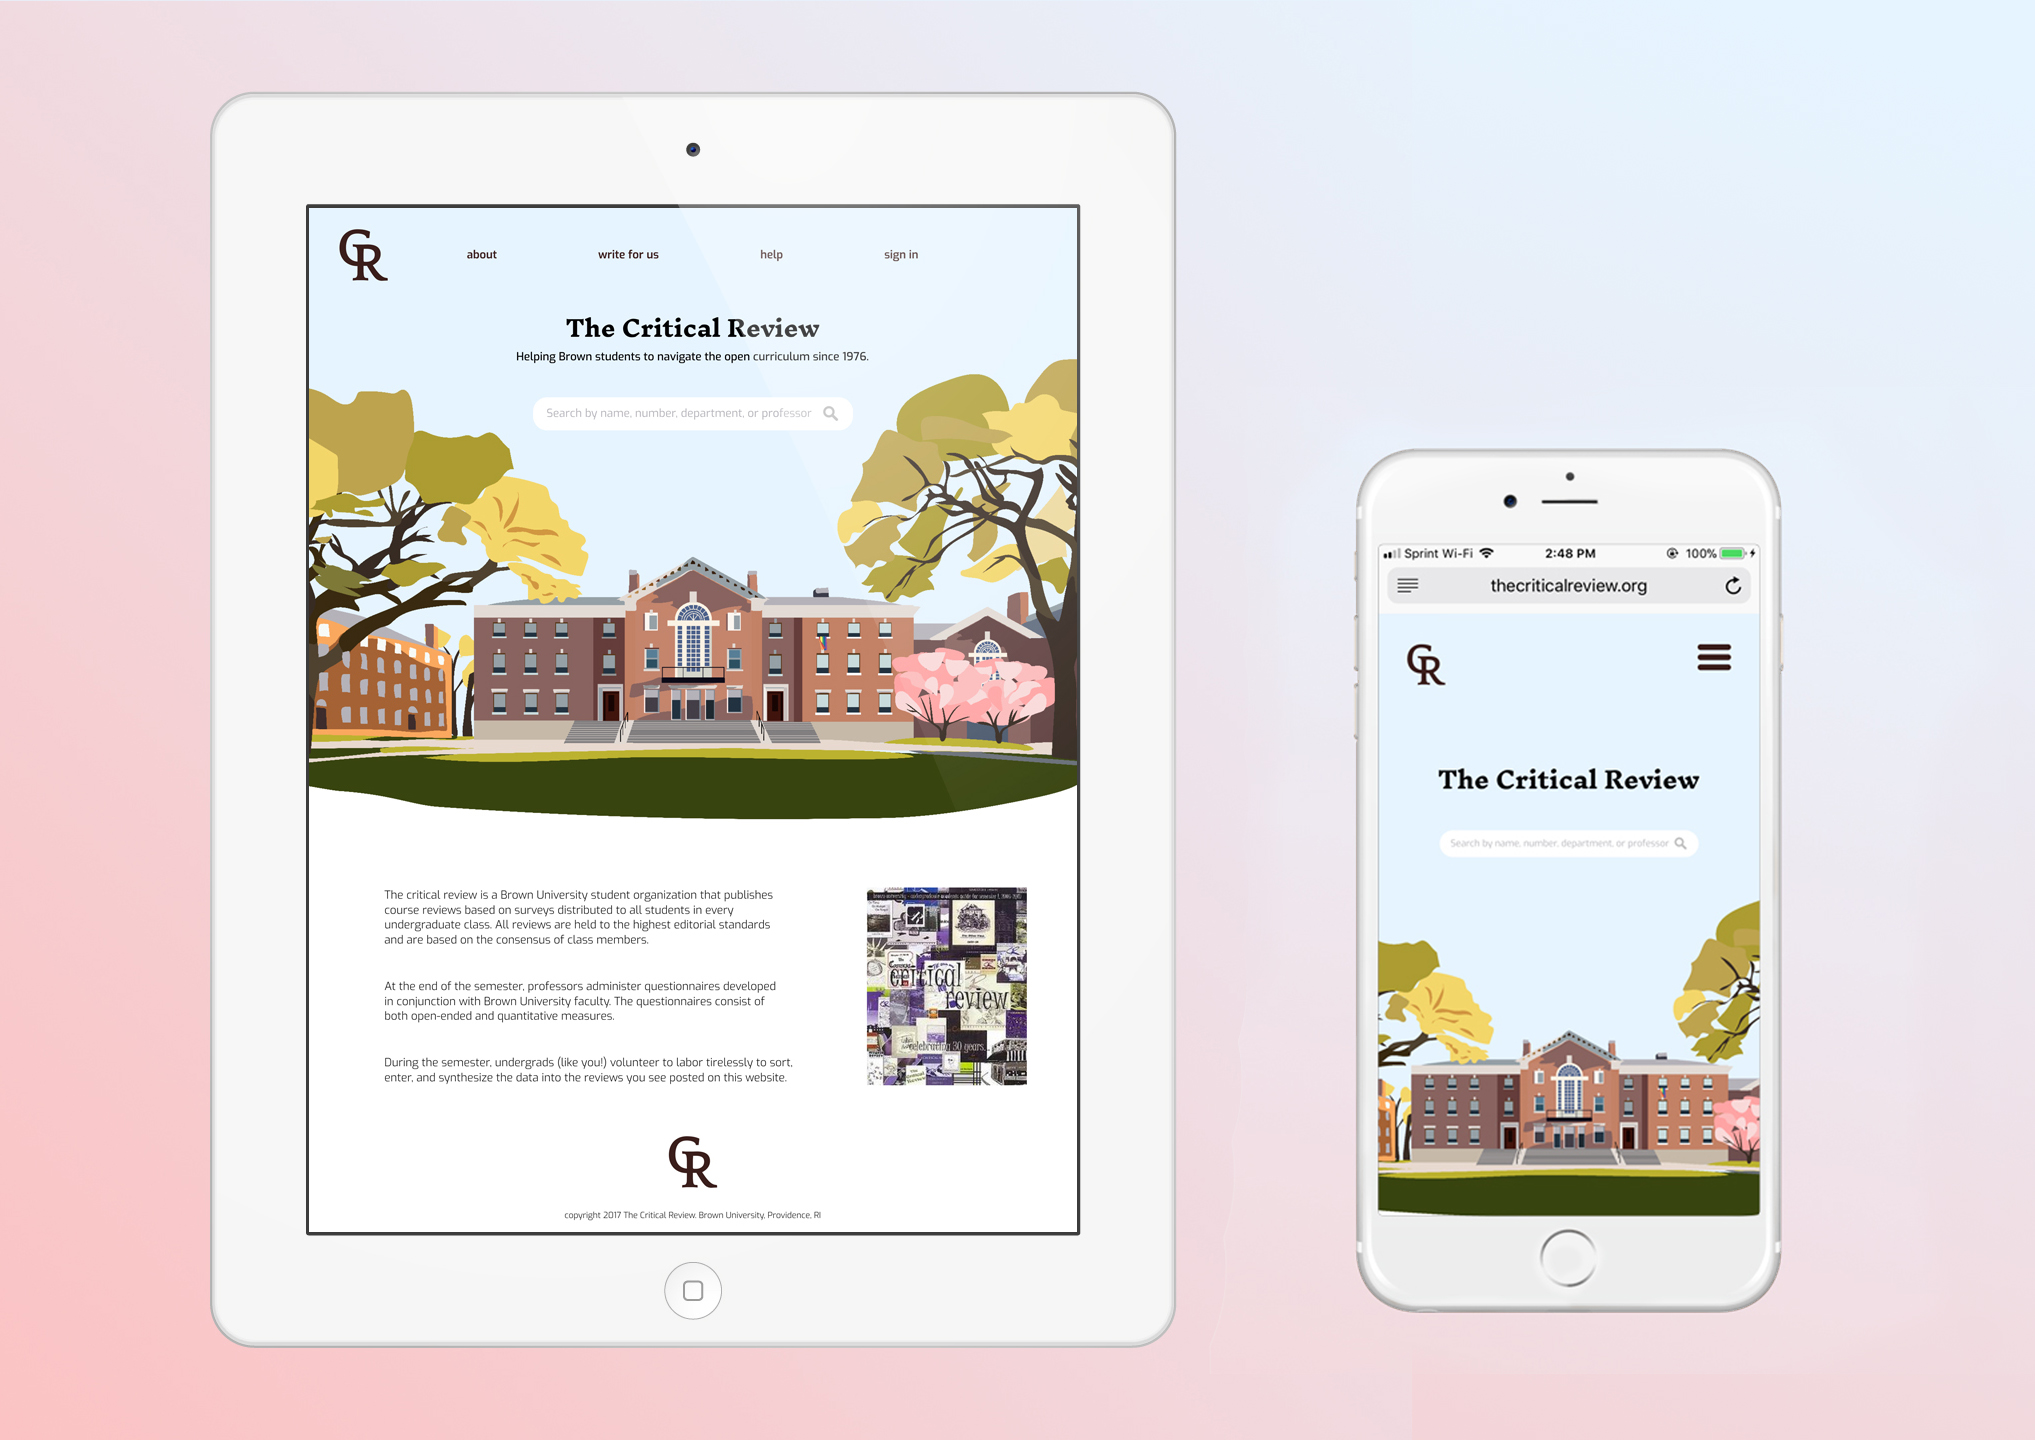 CR
about
write for us
help
sign in
The Critical Review
Helping Brown students to navigate the open curriculum since 1976.
Search by name, number, department, or professor
The critical review is a Brown University student organization that publishes
course reviews based on surveys distributed to all students in every
undergraduate class. All reviews are held to the highest editorial standards
and are based on the consensus of class members.
At the end of the semester, professors administer questionnaires developed
in conjunction with Brown University faculty. The questionnaires consist of
both open-ended and quantitative measures.
During the semester, undergrads (like you!) volunteer to labor tirelessly to sort,
enter, and synthesize the data into the reviews you see posted on this website.
critical
review
celebrating 30 years...
CR
copyright 2017 The Critical Review. Brown University, Providence, RI
Sprint Wi-Fi
2:48 PM
100%
thecriticalreview.org
CR
The Critical Review
Search by name, number, department, or professor